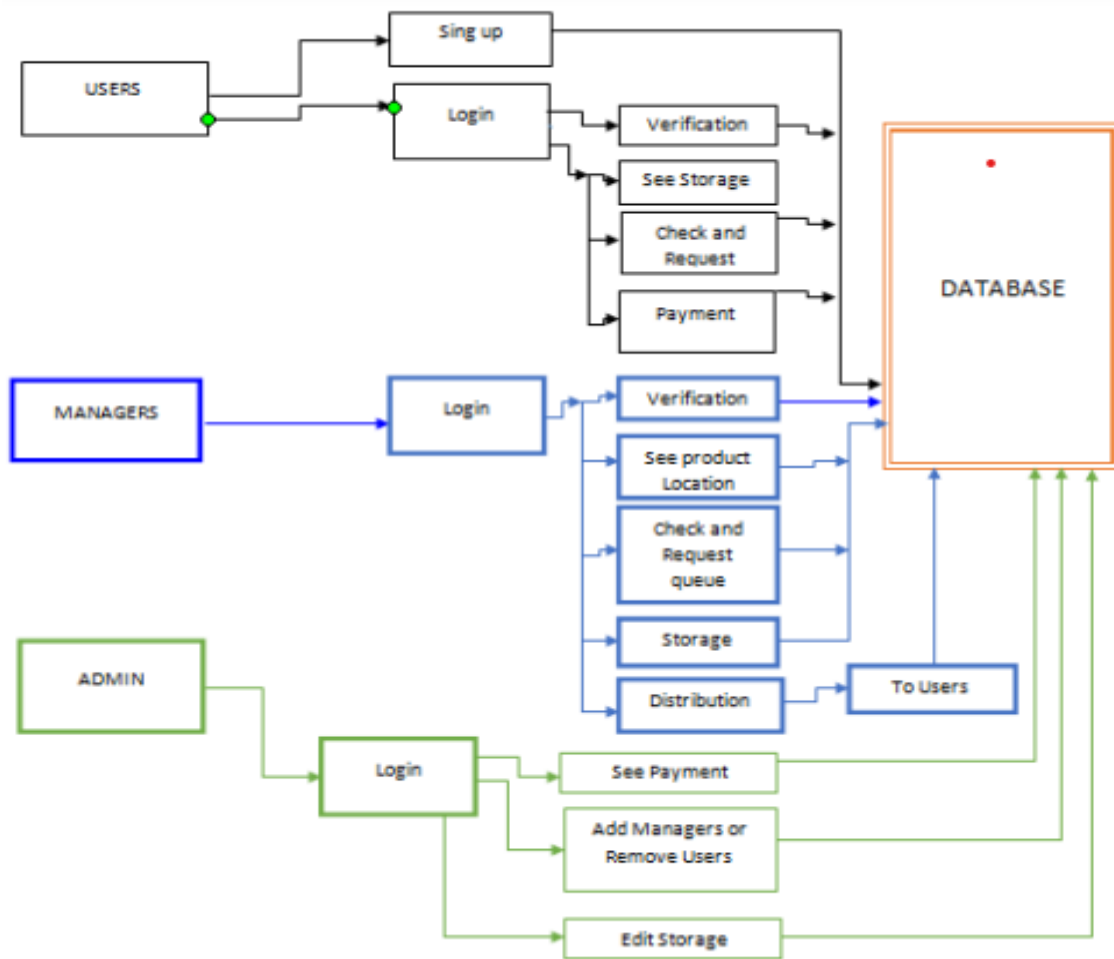 Sing up
USERS
Login
Verification
See Storage
Check and
Request
Payment
DATABASE
MANAGERS
Login
Verification
See product
Location
Check and
Request
queue
Storage
Distribution
To Users
ADMIN
Login
See Payment
Add Managers or
Remove Users
Edit Storage